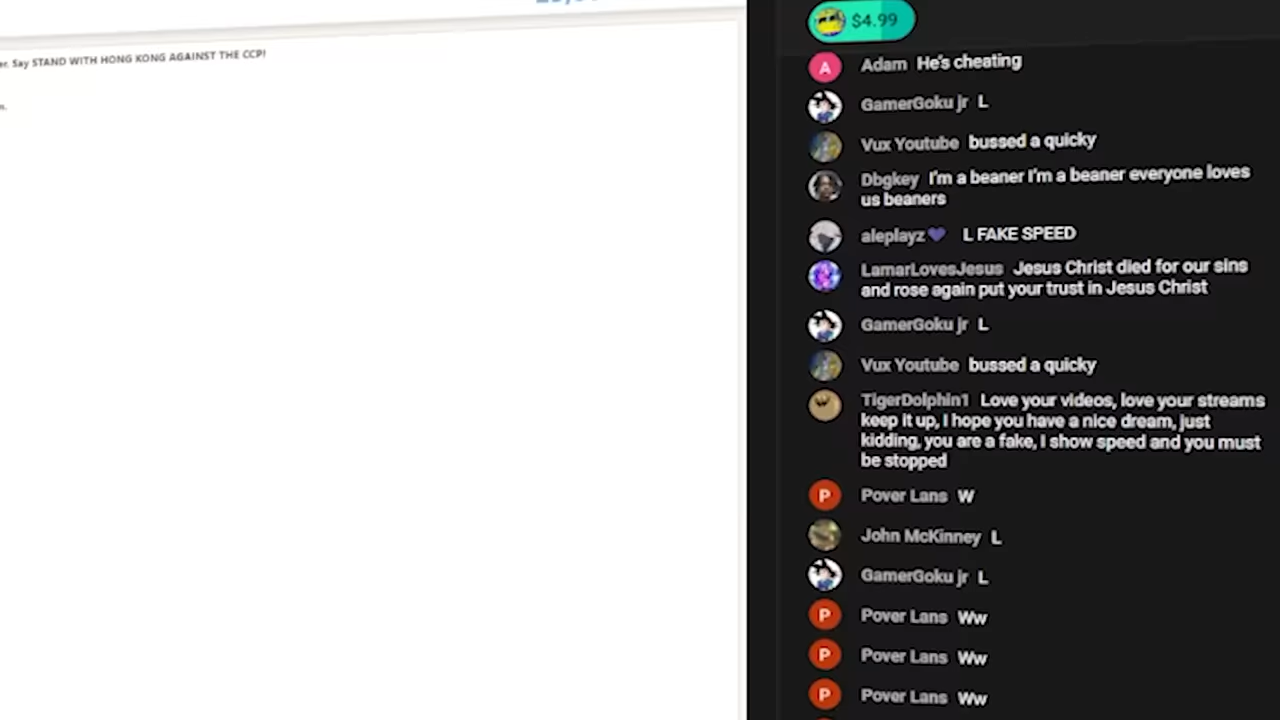 er. Say STAND WITH HONG KONG AGAINST THE CCP!
$4.99
Adam He's cheating
GamerGoku jr L
Vux Youtube bussed a quicky
Dbgkey I'm a beaner I'm a beaner everyone loves
us beaners
aleplayz L FAKE SPEED
LamarLovesJesus Jesus Christ died for our sins
and rose again put your trust in Jesus Christ
GamerGoku jr L
Vux Youtube bussed a quicky
TigerDolphin1 Love your videos, love your streams
keep it up, I hope you have a nice dream, just
kidding, you are a fake, I show speed and you must
be stopped
P Pover Lans W
John McKinney L
GamerGoku jr L
P Pover Lans Ww
P Pover Lans Ww
P Pover Lans Ww